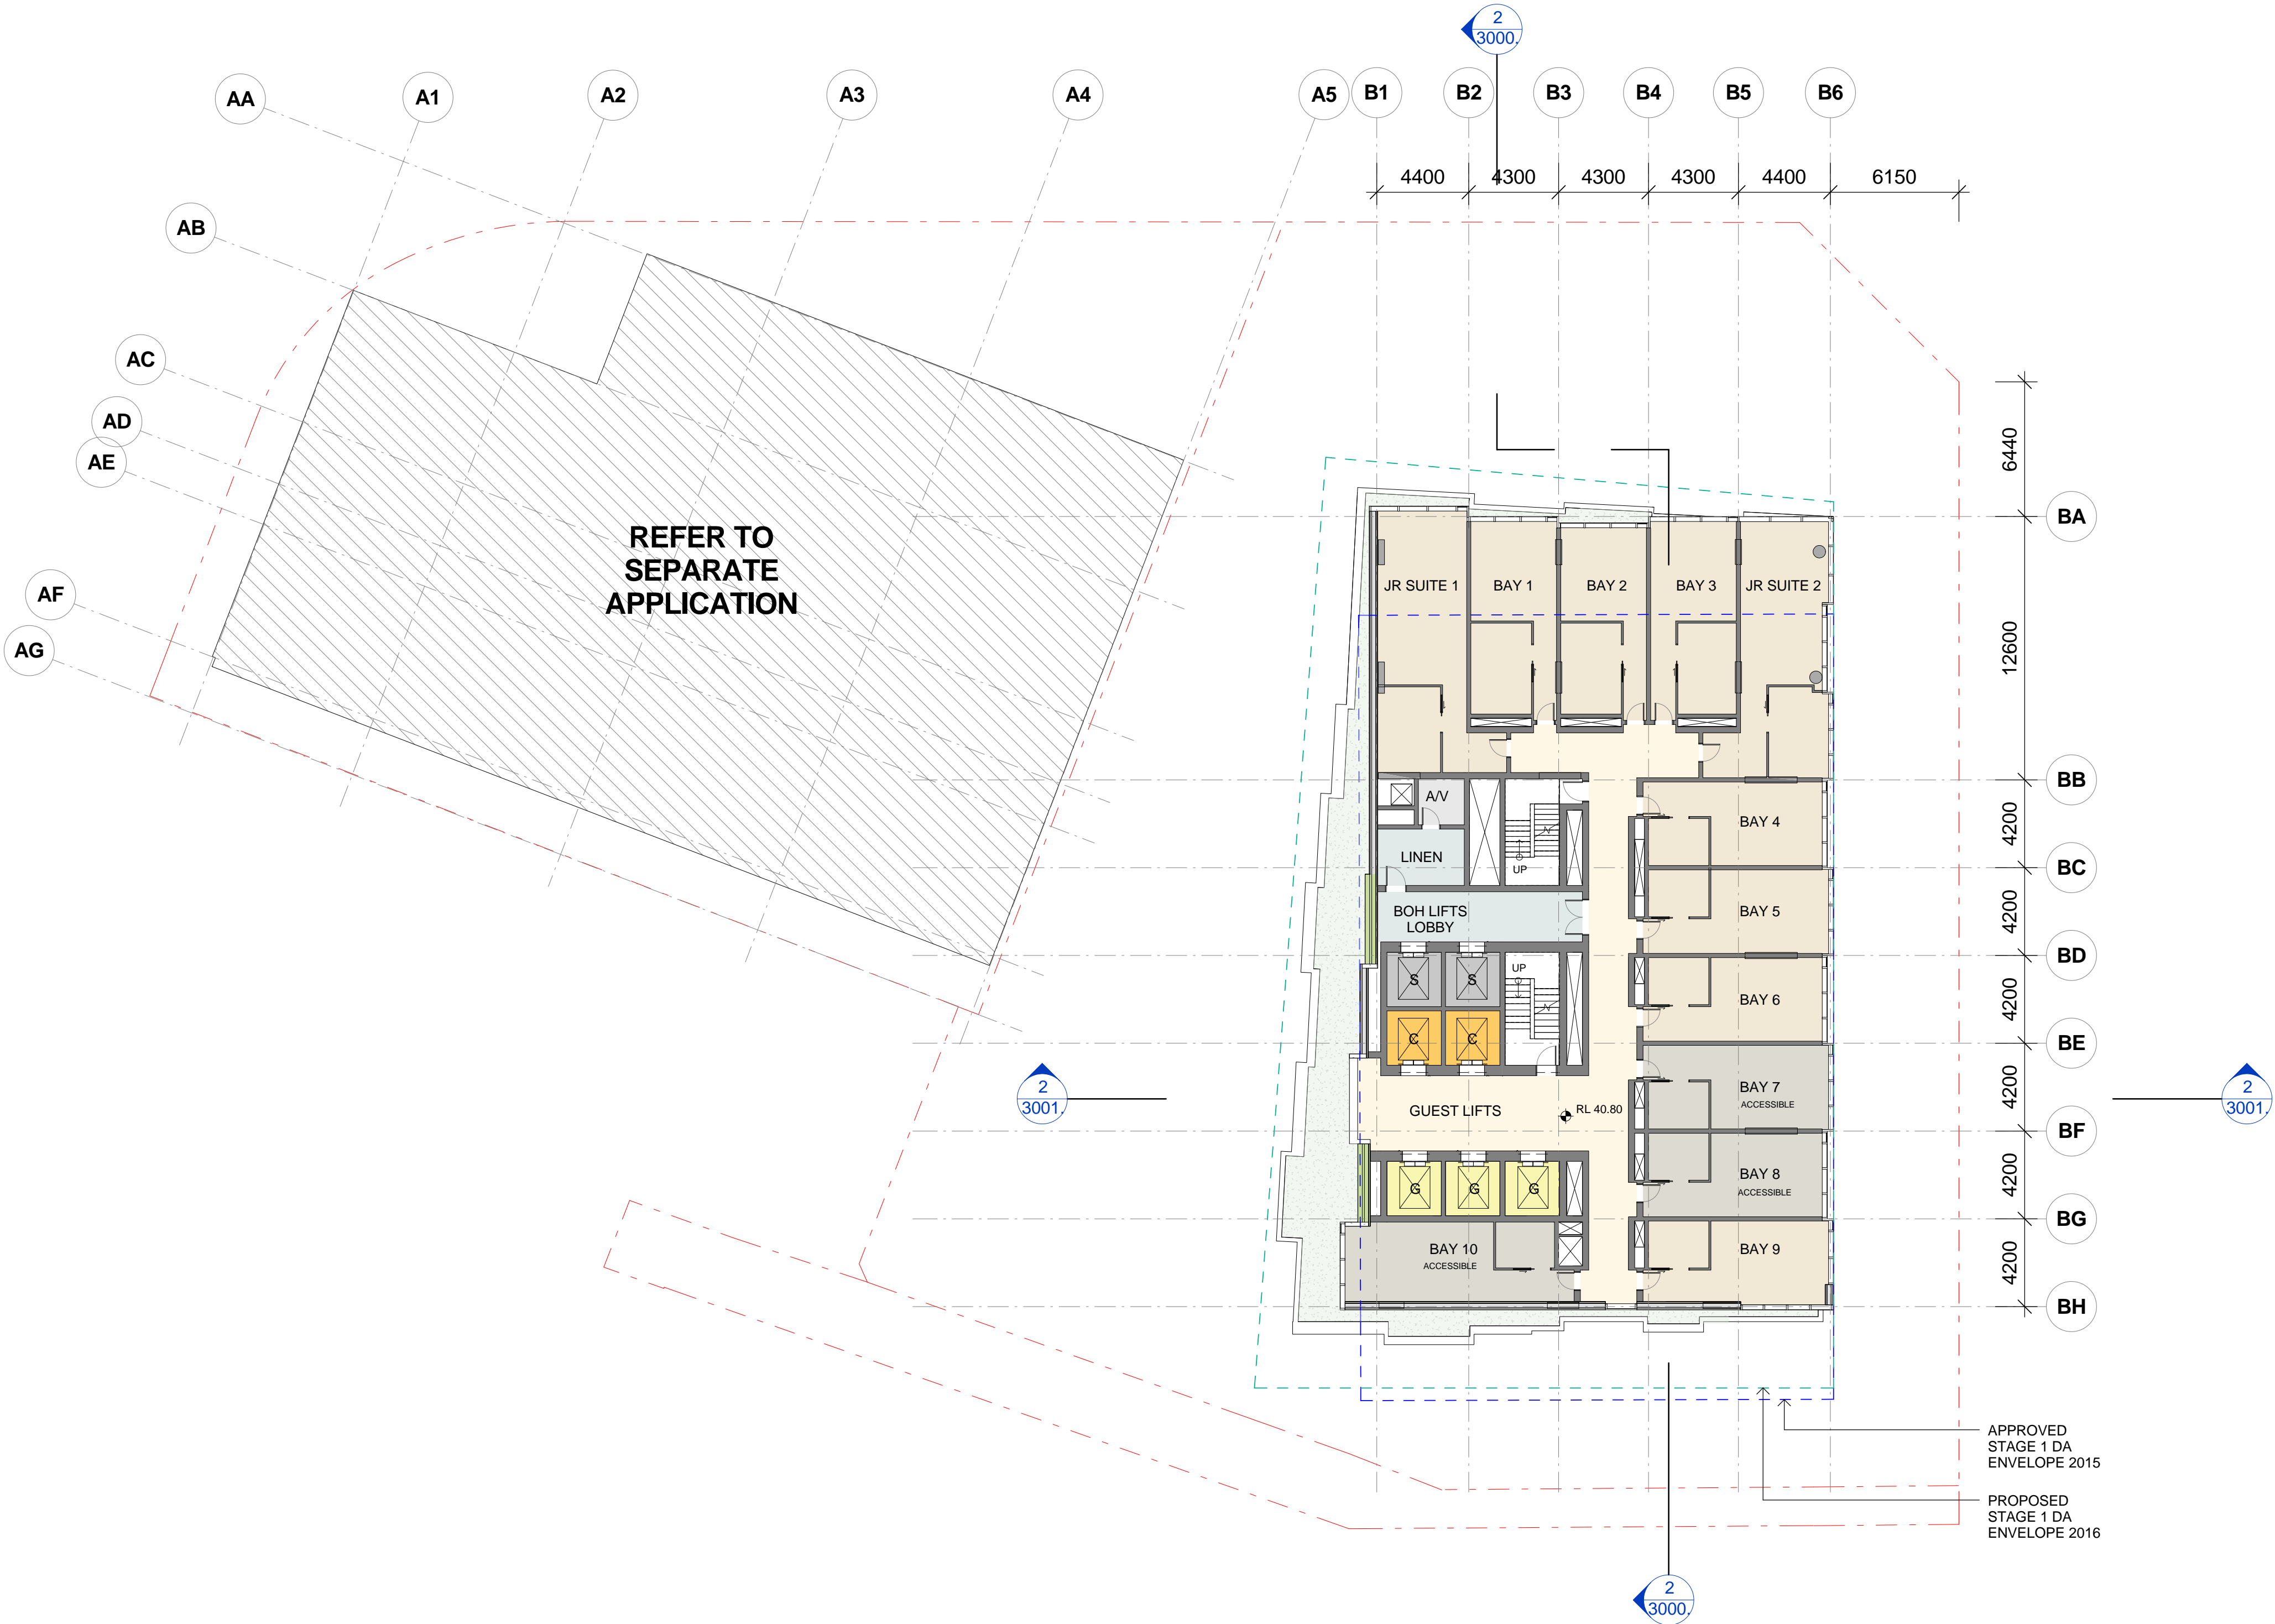 2
3000.
AA
A1
A2
A3
A4
A5
B1
B2
B3
B4
B5
B6
4400
4300
4300
4300
4400
6150
AB
AC
AD
AE
AF
AG
REFER TO
SEPARATE
APPLICATION
6440
BA
12600
JR SUITE 1
BAY 1
BAY 2
BAY 3
JR SUITE 2
BB
A/V
UP
LINEN
BAY 4
4200
BC
BOH LIFTS
LOBBY
BAY 5
4200
BD
S
S
UP
BAY 6
4200
BE
C
C
2
3001.
GUEST LIFTS
RL 40.80
BAY 7
ACCESSIBLE
4200
2
3001.
BF
G
G
G
BAY 8
ACCESSIBLE
4200
BG
BAY 10
ACCESSIBLE
BAY 9
4200
BH
APPROVED
STAGE 1 DA
ENVELOPE 2015
PROPOSED
STAGE 1 DA
ENVELOPE 2016
2
3000.